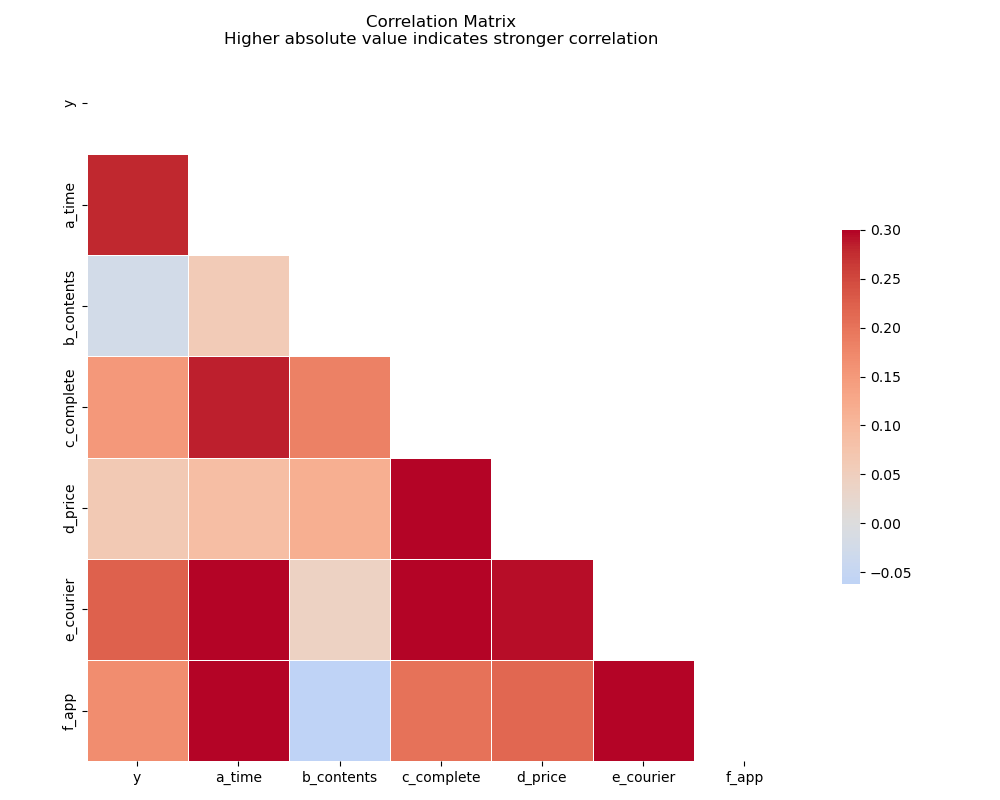 Correlation Matrix
Higher absolute value indicates stronger correlation
y
a_time
b_contents
c_complete
d_price
e_courier
f_app
y
a_time
b_contents
c_complete
d_price
e_courier
f_app
0.30
0.25
0.20
0.15
0.10
0.05
0.00
−0.05